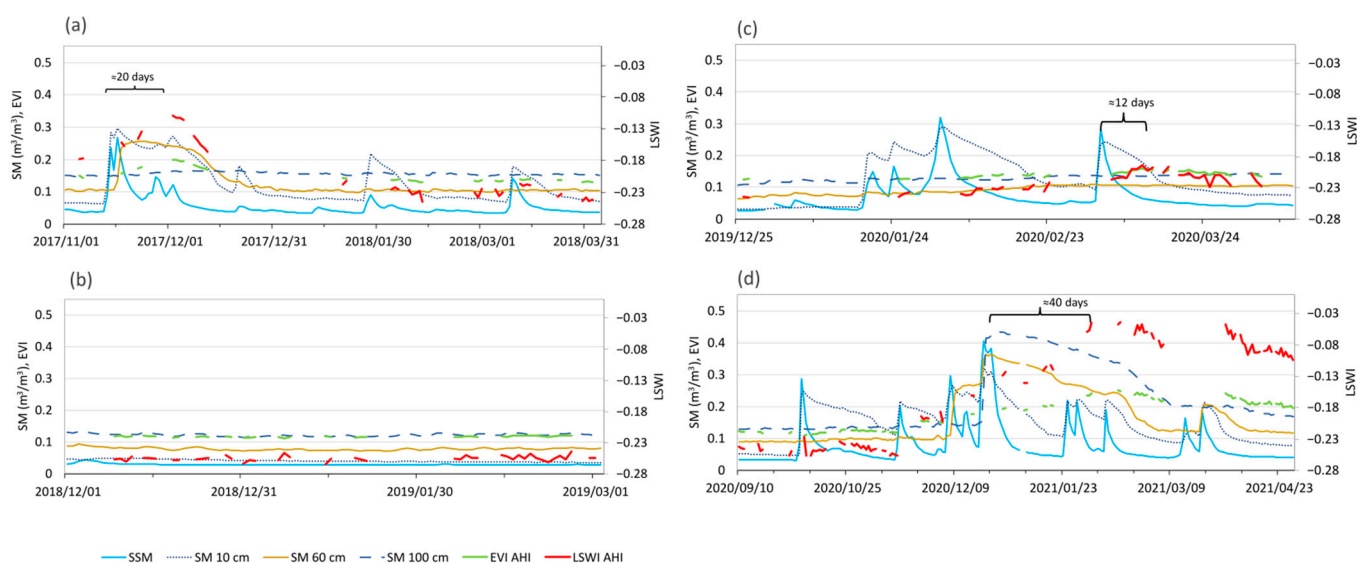 (a)
0.5
0.4
0.3
0.2
0.1
0
SM (m³/m³), EVI
≈20 days
−0.03
−0.08
−0.13
−0.18
−0.23
−0.28
LSWI
2017/11/01 2017/12/01 2017/12/31 2018/01/30 2018/03/01 2018/03/31
(c)
0.5
0.4
0.3
0.2
0.1
0
SM (m³/m³), EVI
≈12 days
−0.03
−0.08
−0.13
−0.18
−0.23
−0.28
LSWI
2019/12/25 2020/01/24 2020/02/23 2020/03/24
(b)
0.5
0.4
0.3
0.2
0.1
0
SM (m³/m³), EVI
−0.03
−0.08
−0.13
−0.18
−0.23
−0.28
LSWI
2018/12/01 2018/12/31 2019/01/30 2019/03/01
(d)
0.5
0.4
0.3
0.2
0.1
0
SM (m³/m³), EVI
≈40 days
−0.03
−0.08
−0.13
−0.18
−0.23
−0.28
LSWI
2020/09/10 2020/10/25 2020/12/09 2021/01/23 2021/03/09 2021/04/23
SSM SM 10 cm SM 60 cm SM 100 cm EVI AHI LSWI AHI